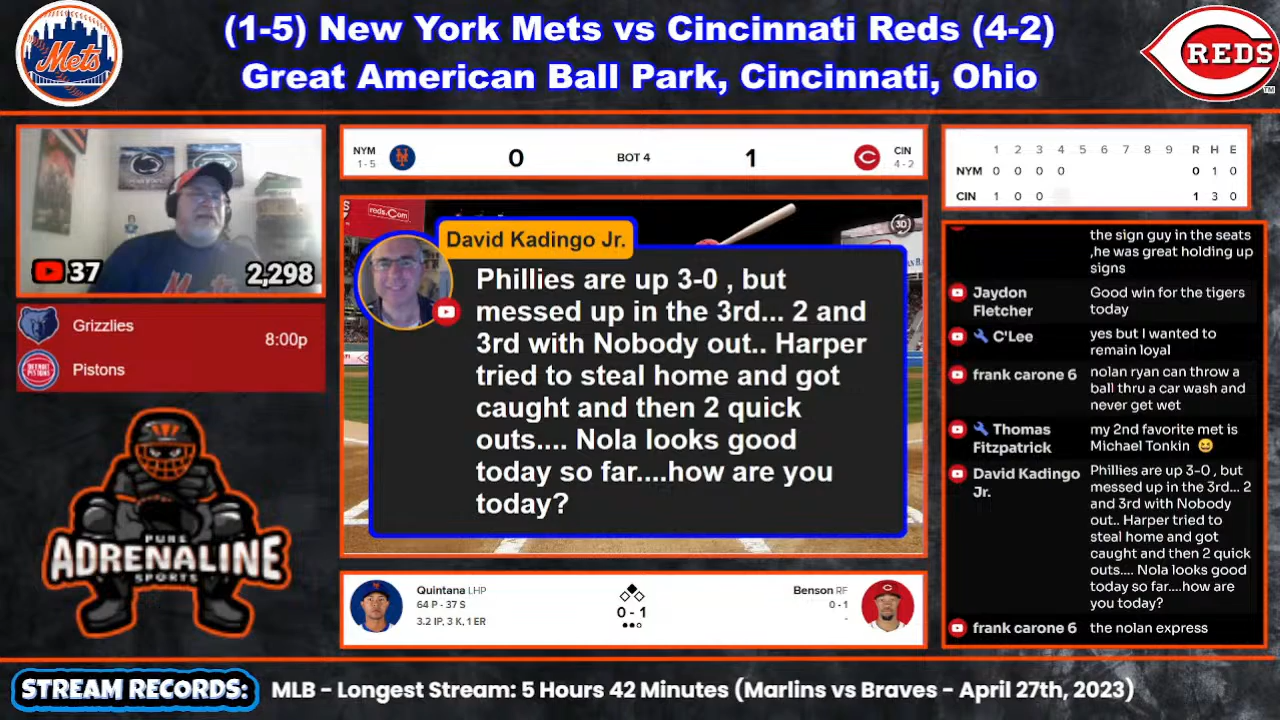 (1-5) New York Mets vs Cincinnati Reds (4-2)
Great American Ball Park, Cincinnati, Ohio
Mets
REDS
TM
37
2,298
Grizzlies
8:00p
Pistons
PURE
ADRENALINE
SPORTS
NYM
1 - 5
0
BOT 4
1
CIN
4 - 2
reds.com
3D
David Kadingo Jr.
Phillies are up 3-0 , but
messed up in the 3rd... 2 and
3rd with Nobody out.. Harper
tried to steal home and got
caught and then 2 quick
outs.... Nola looks good
today so far....how are you
today?
Quintana LHP
64 P - 37 S
3.2 IP, 3 K, 1 ER
0 - 1
Benson RF
0 - 1
-
1 2 3 4 5 6 7 8 9 R H E
NYM 0 0 0 0 0 1 0
CIN 1 0 0 1 3 0
the sign guy in the seats
,he was great holding up
signs
Jaydon
Fletcher
Good win for the tigers
today
C'Lee
yes but I wanted to
remain loyal
frank carone 6
nolan ryan can throw a
ball thru a car wash and
never get wet
Thomas
Fitzpatrick
my 2nd favorite met is
Michael Tonkin 😆
David Kadingo
Jr.
Phillies are up 3-0 , but
messed up in the 3rd... 2
and 3rd with Nobody
out.. Harper tried to
steal home and got
caught and then 2 quick
outs.... Nola looks good
today so far....how are
you today?
frank carone 6
the nolan express
STREAM RECORDS:
MLB - Longest Stream: 5 Hours 42 Minutes (Marlins vs Braves - April 27th, 2023)